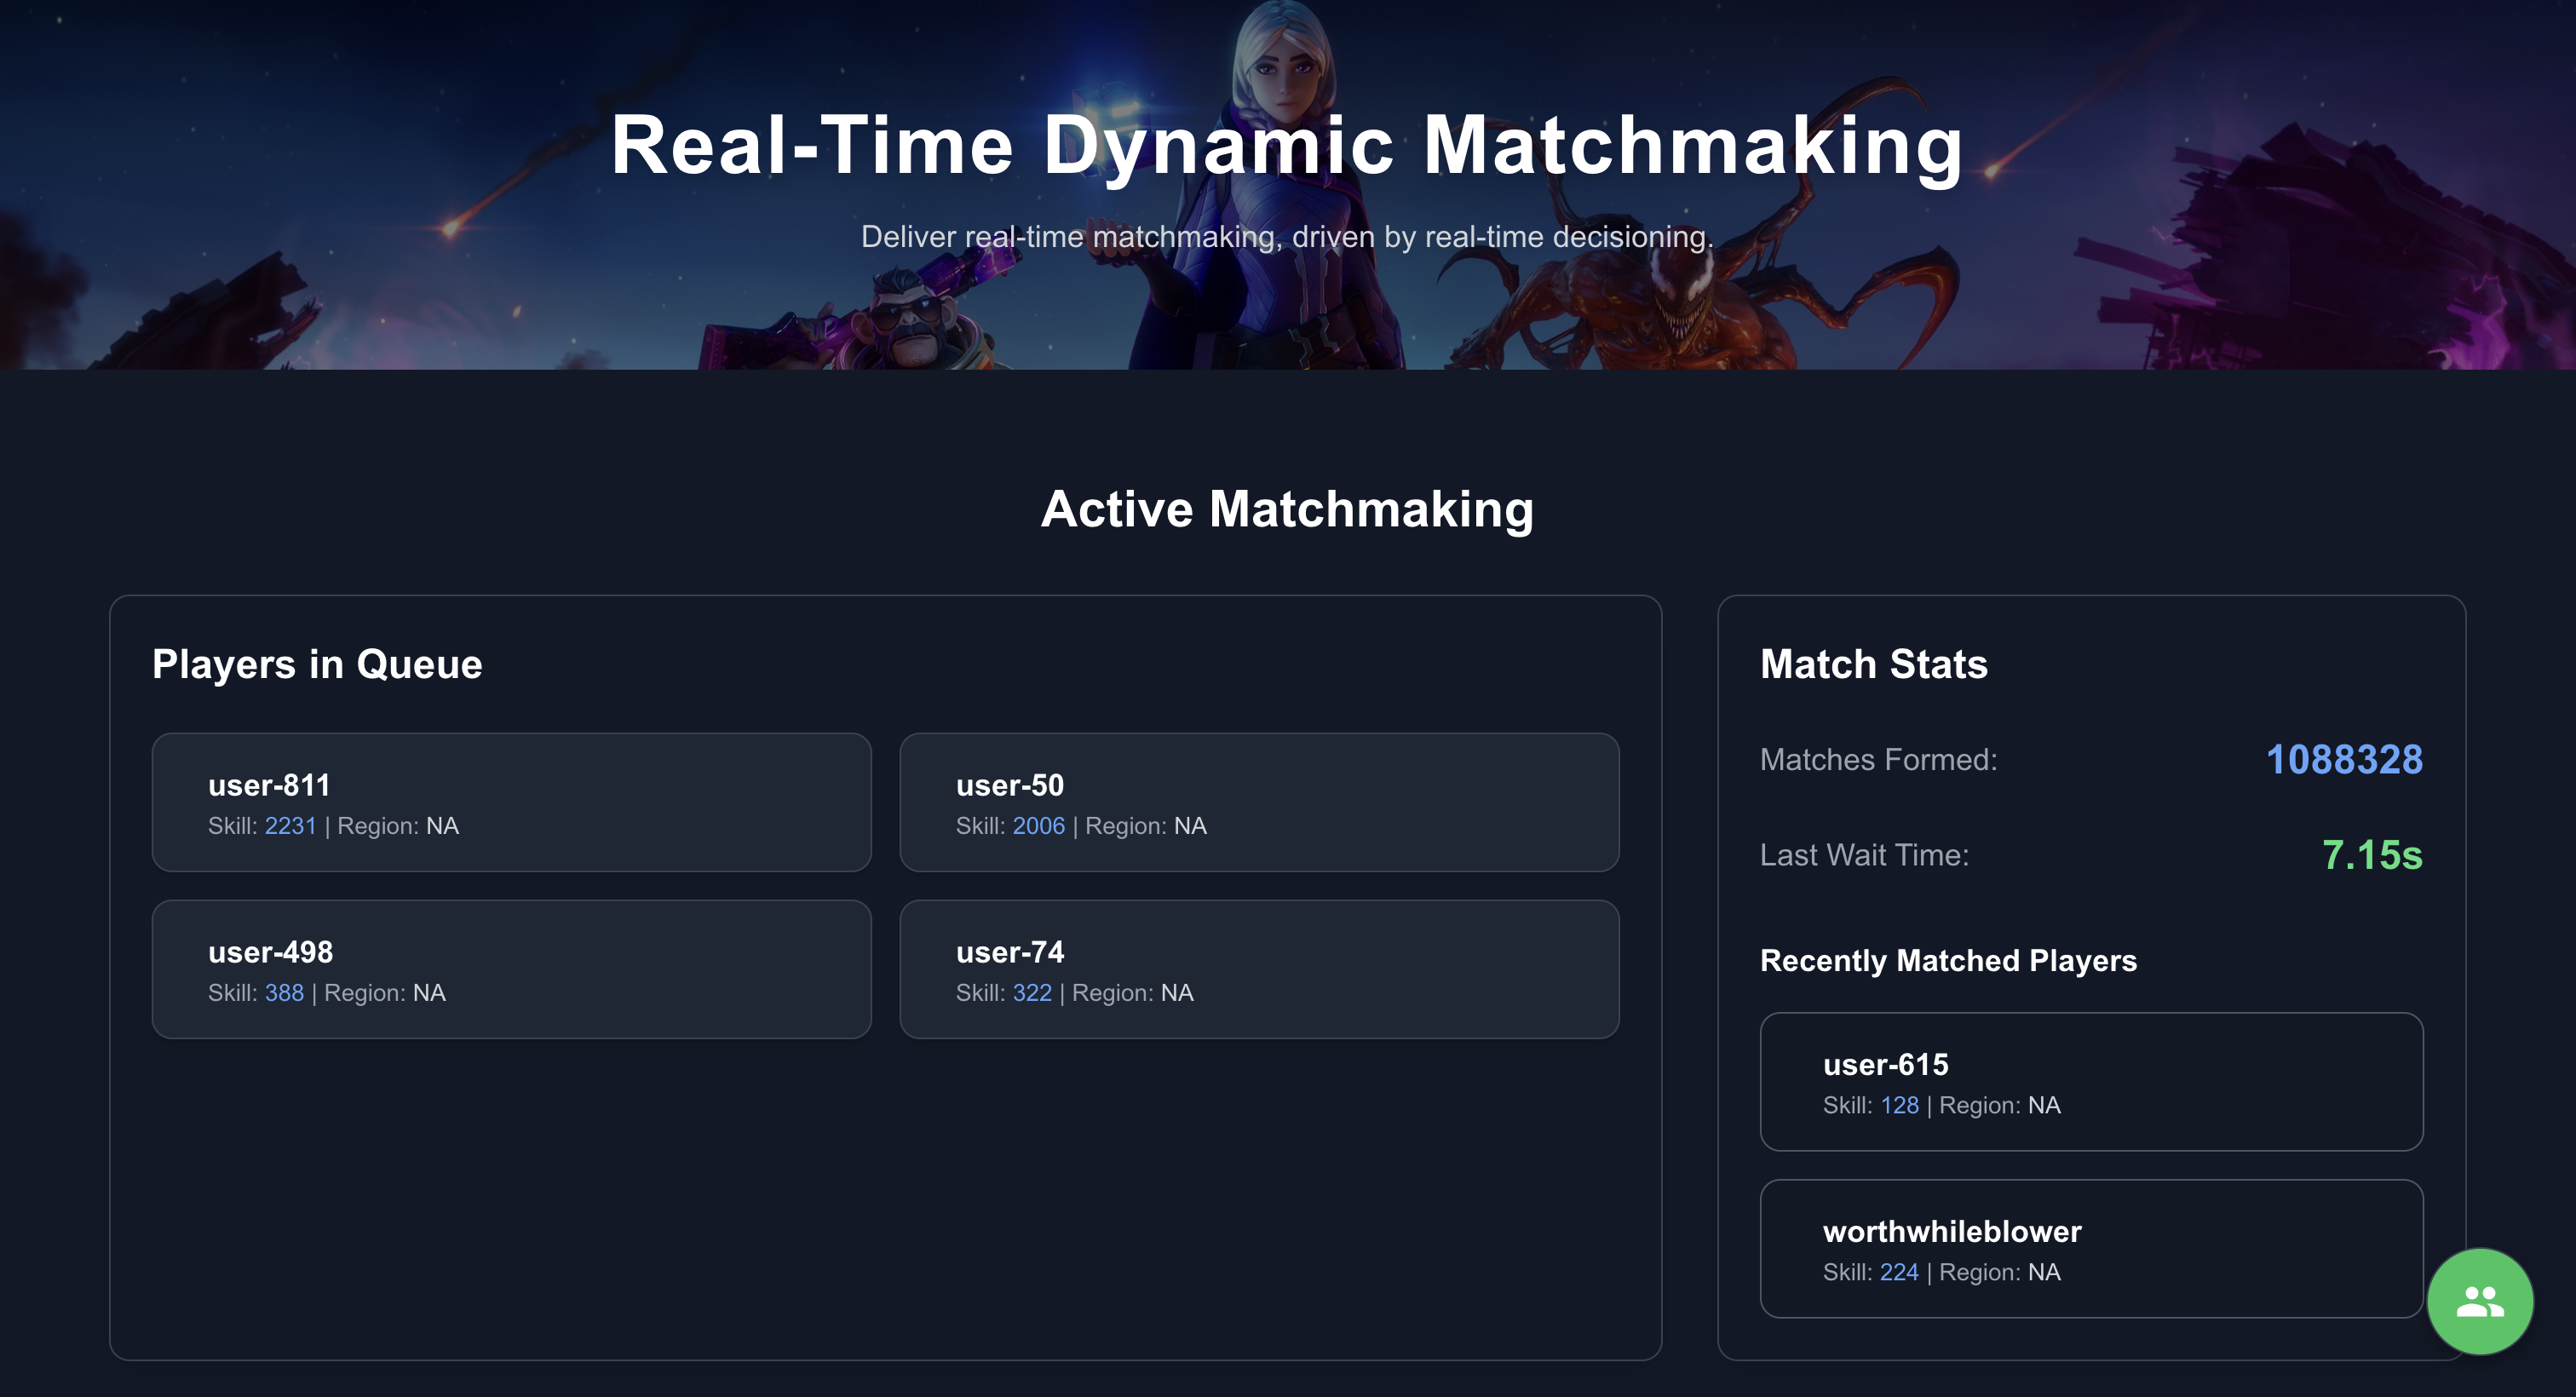 Real-Time Dynamic Matchmaking
Deliver real-time matchmaking, driven by real-time decisioning.
Active Matchmaking
Players in Queue
user-811
Skill: 2231 | Region: NA
user-50
Skill: 2006 | Region: NA
user-498
Skill: 388 | Region: NA
user-74
Skill: 322 | Region: NA
Match Stats
Matches Formed: 1088328
Last Wait Time: 7.15s
Recently Matched Players
user-615
Skill: 128 | Region: NA
worthwhileblower
Skill: 224 | Region: NA